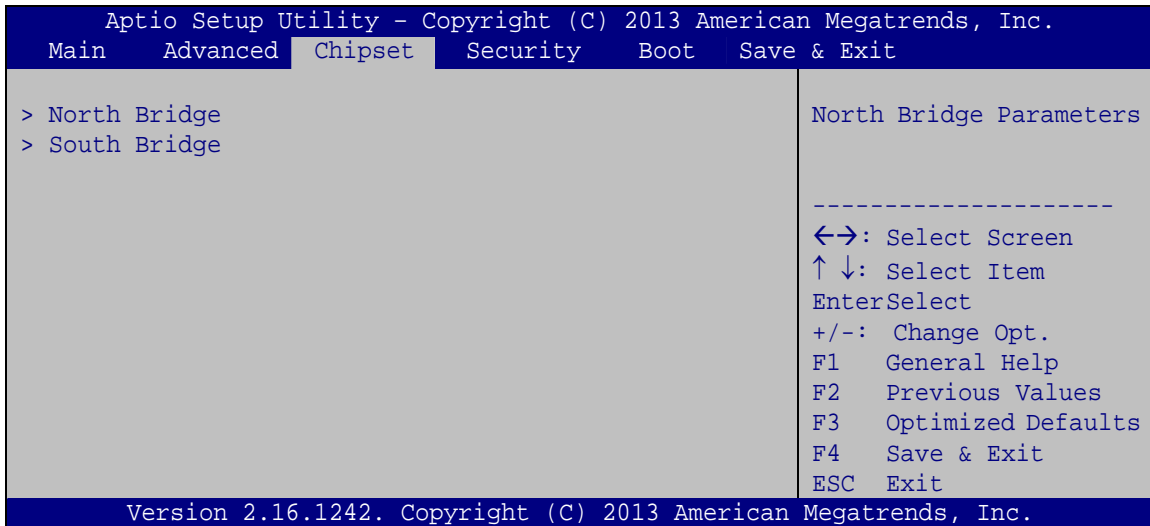 Aptio Setup Utility – Copyright (C) 2013 American Megatrends, Inc.
Main Advanced Chipset Security Boot Save & Exit
> North Bridge
> South Bridge
North Bridge Parameters
---------------------
←→: Select Screen
↑ ↓: Select Item
EnterSelect
+/-: Change Opt.
F1 General Help
F2 Previous Values
F3 Optimized Defaults
F4 Save & Exit
ESC Exit
Version 2.16.1242. Copyright (C) 2013 American Megatrends, Inc.